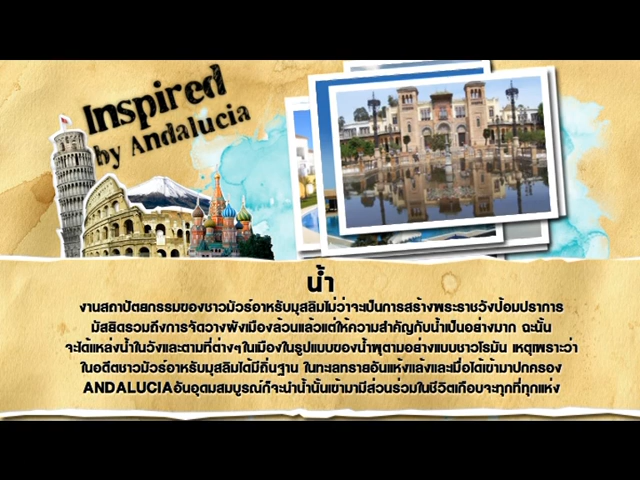 Inspired
by Andalucia
น้ำ
งานสถาปัตยกรรมของชาวมัวร์อาหรับมุสลิมไม่ว่าจะเป็นการสร้างพระราชวังป้อมปราการ
มัสยิดรวมถึงการจัดวางผังเมืองล้วนแล้วแต่ให้ความสำคัญกับน้ำเป็นอย่างมาก ฉะนั้น
จะได้แหล่งน้ำในวังและตามที่ต่างๆในเมืองในรูปแบบของน้ำพุตามอย่างแบบชาวโรมัน เหตุเพราะว่า
ในอดีตชาวมัวร์อาหรับมุสลิมได้มีถิ่นฐาน ในทะเลทรายอันแห้งแล้งและเมื่อได้เข้ามาปกครอง
ANDALUCIAอันอุดมสมบูรณ์ก็จะนำน้ำนั้นเข้ามามีส่วนร่วมในชีวิตเกือบจะทุกที่ทุกแห่ง